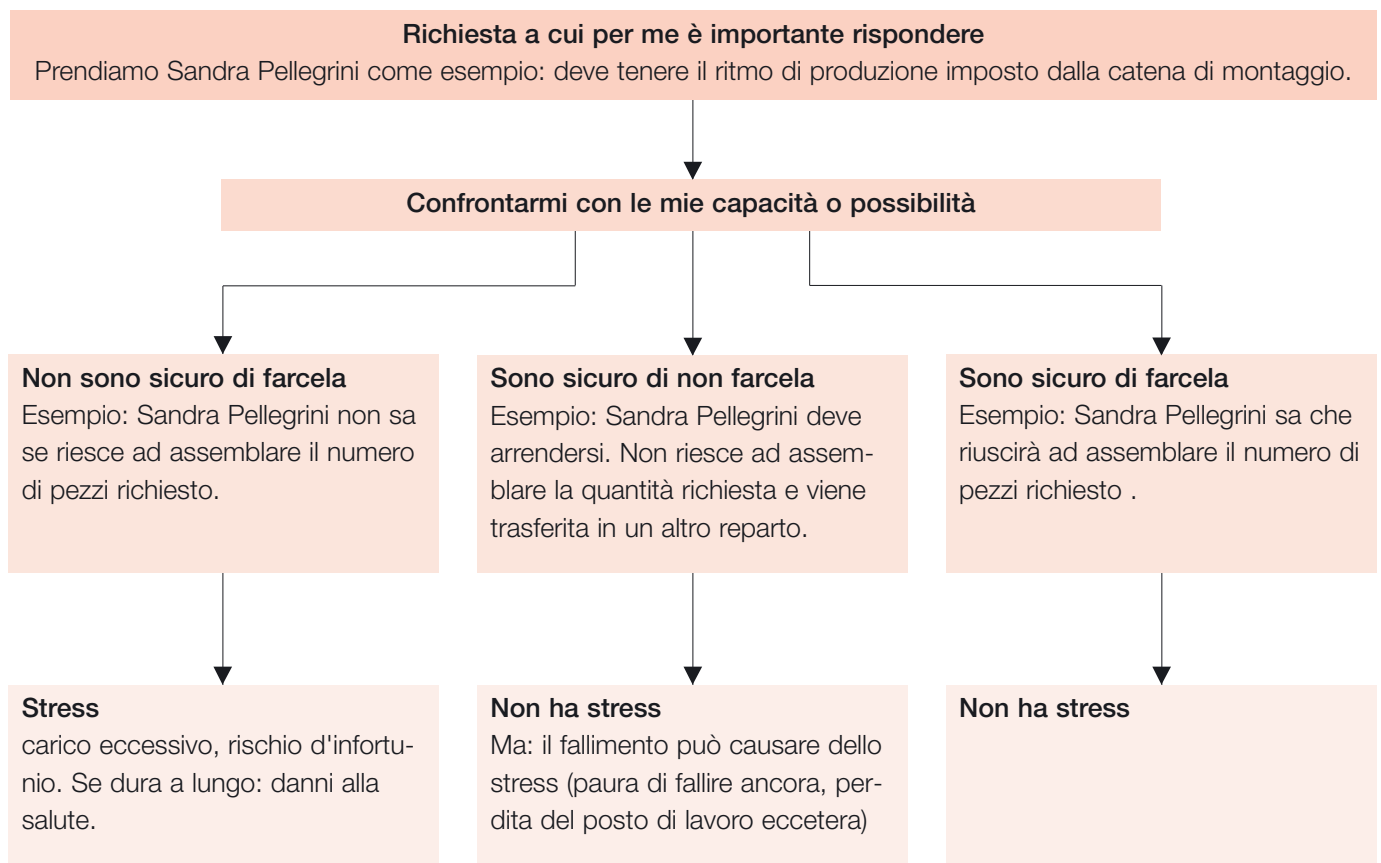 Richiesta a cui per me è importante rispondere
Prendiamo Sandra Pellegrini come esempio: deve tenere il ritmo di produzione imposto dalla catena di montaggio.
Confrontarmi con le mie capacità o possibilità
Non sono sicuro di farcela
Esempio: Sandra Pellegrini non sa
se riesce ad assemblare il numero
di pezzi richiesto.
Sono sicuro di non farcela
Esempio: Sandra Pellegrini deve
arrendersi. Non riesce ad assem-
blare la quantità richiesta e viene
trasferita in un altro reparto.
Sono sicuro di farcela
Esempio: Sandra Pellegrini sa che
riuscirà ad assemblare il numero di
pezzi richiesto .
Stress
carico eccessivo, rischio d'infortu-
nio. Se dura a lungo: danni alla
salute.
Non ha stress
Ma: il fallimento può causare dello
stress (paura di fallire ancora, per-
dita del posto di lavoro eccetera)
Non ha stress